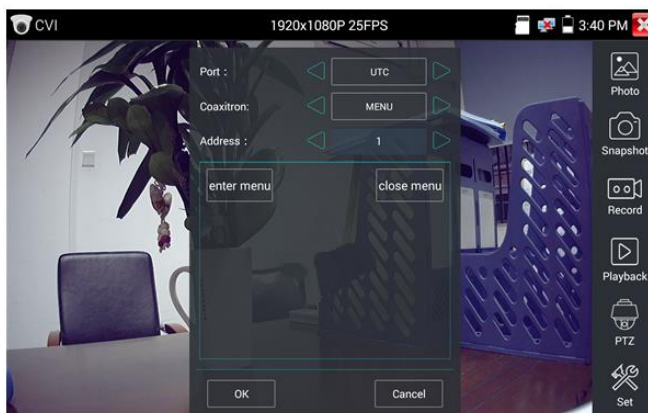 CVI 1920x1080P 25FPS 3:40 PM
Port : UTC
Coaxitron: MENU
Address : 1
enter menu close menu
OK Cancel
Photo
Snapshot
Record
Playback
PTZ
Set